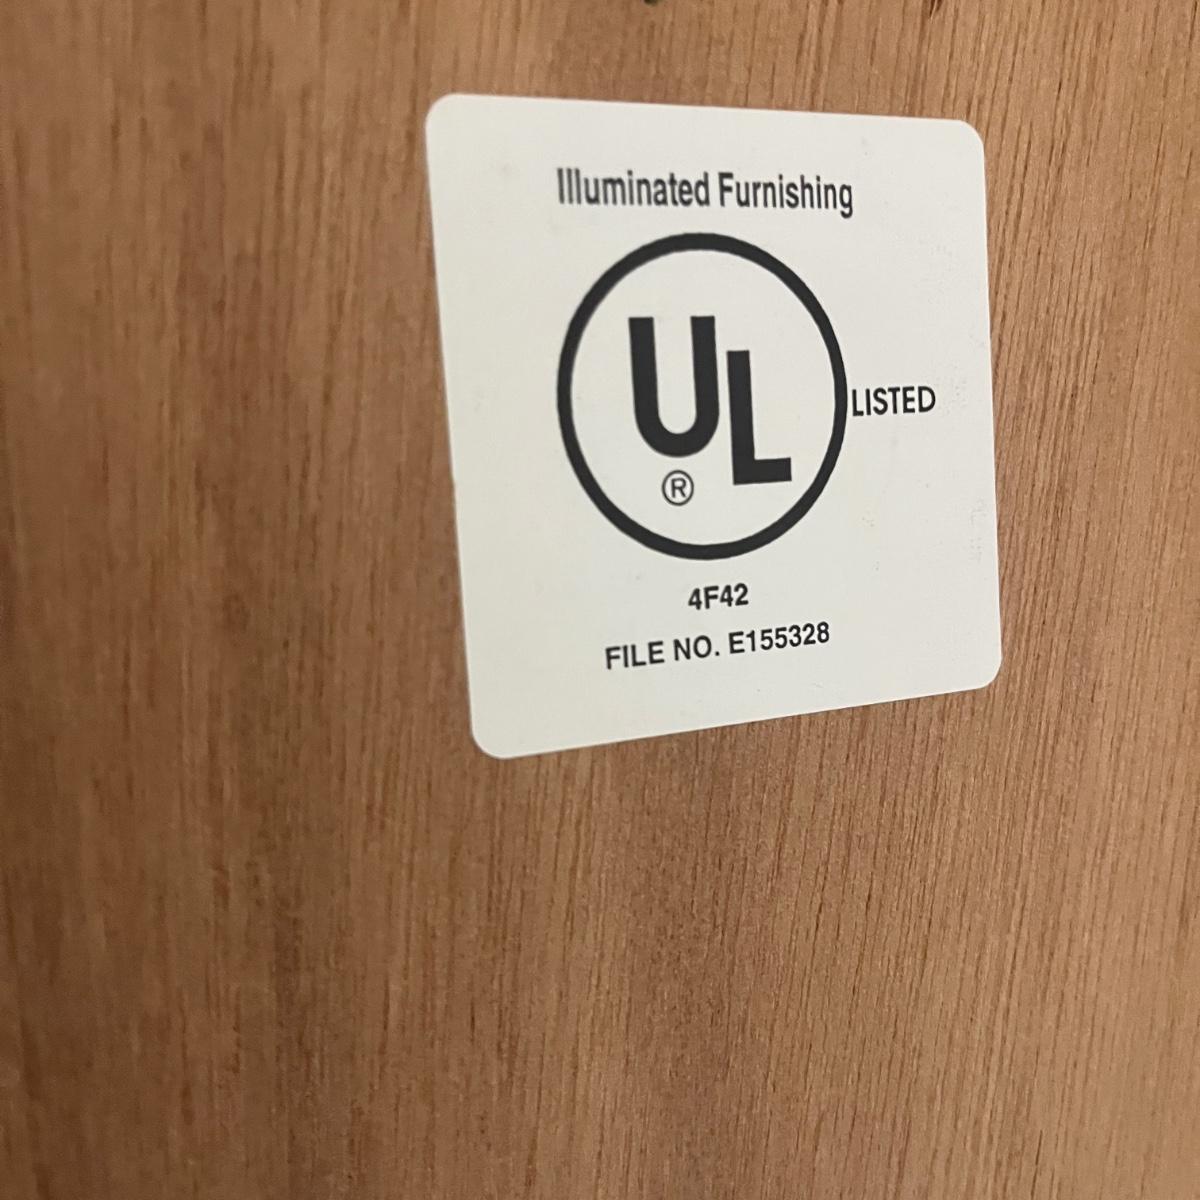 Illuminated Furnishing
UL
®
LISTED
4F42
FILE NO. E155328